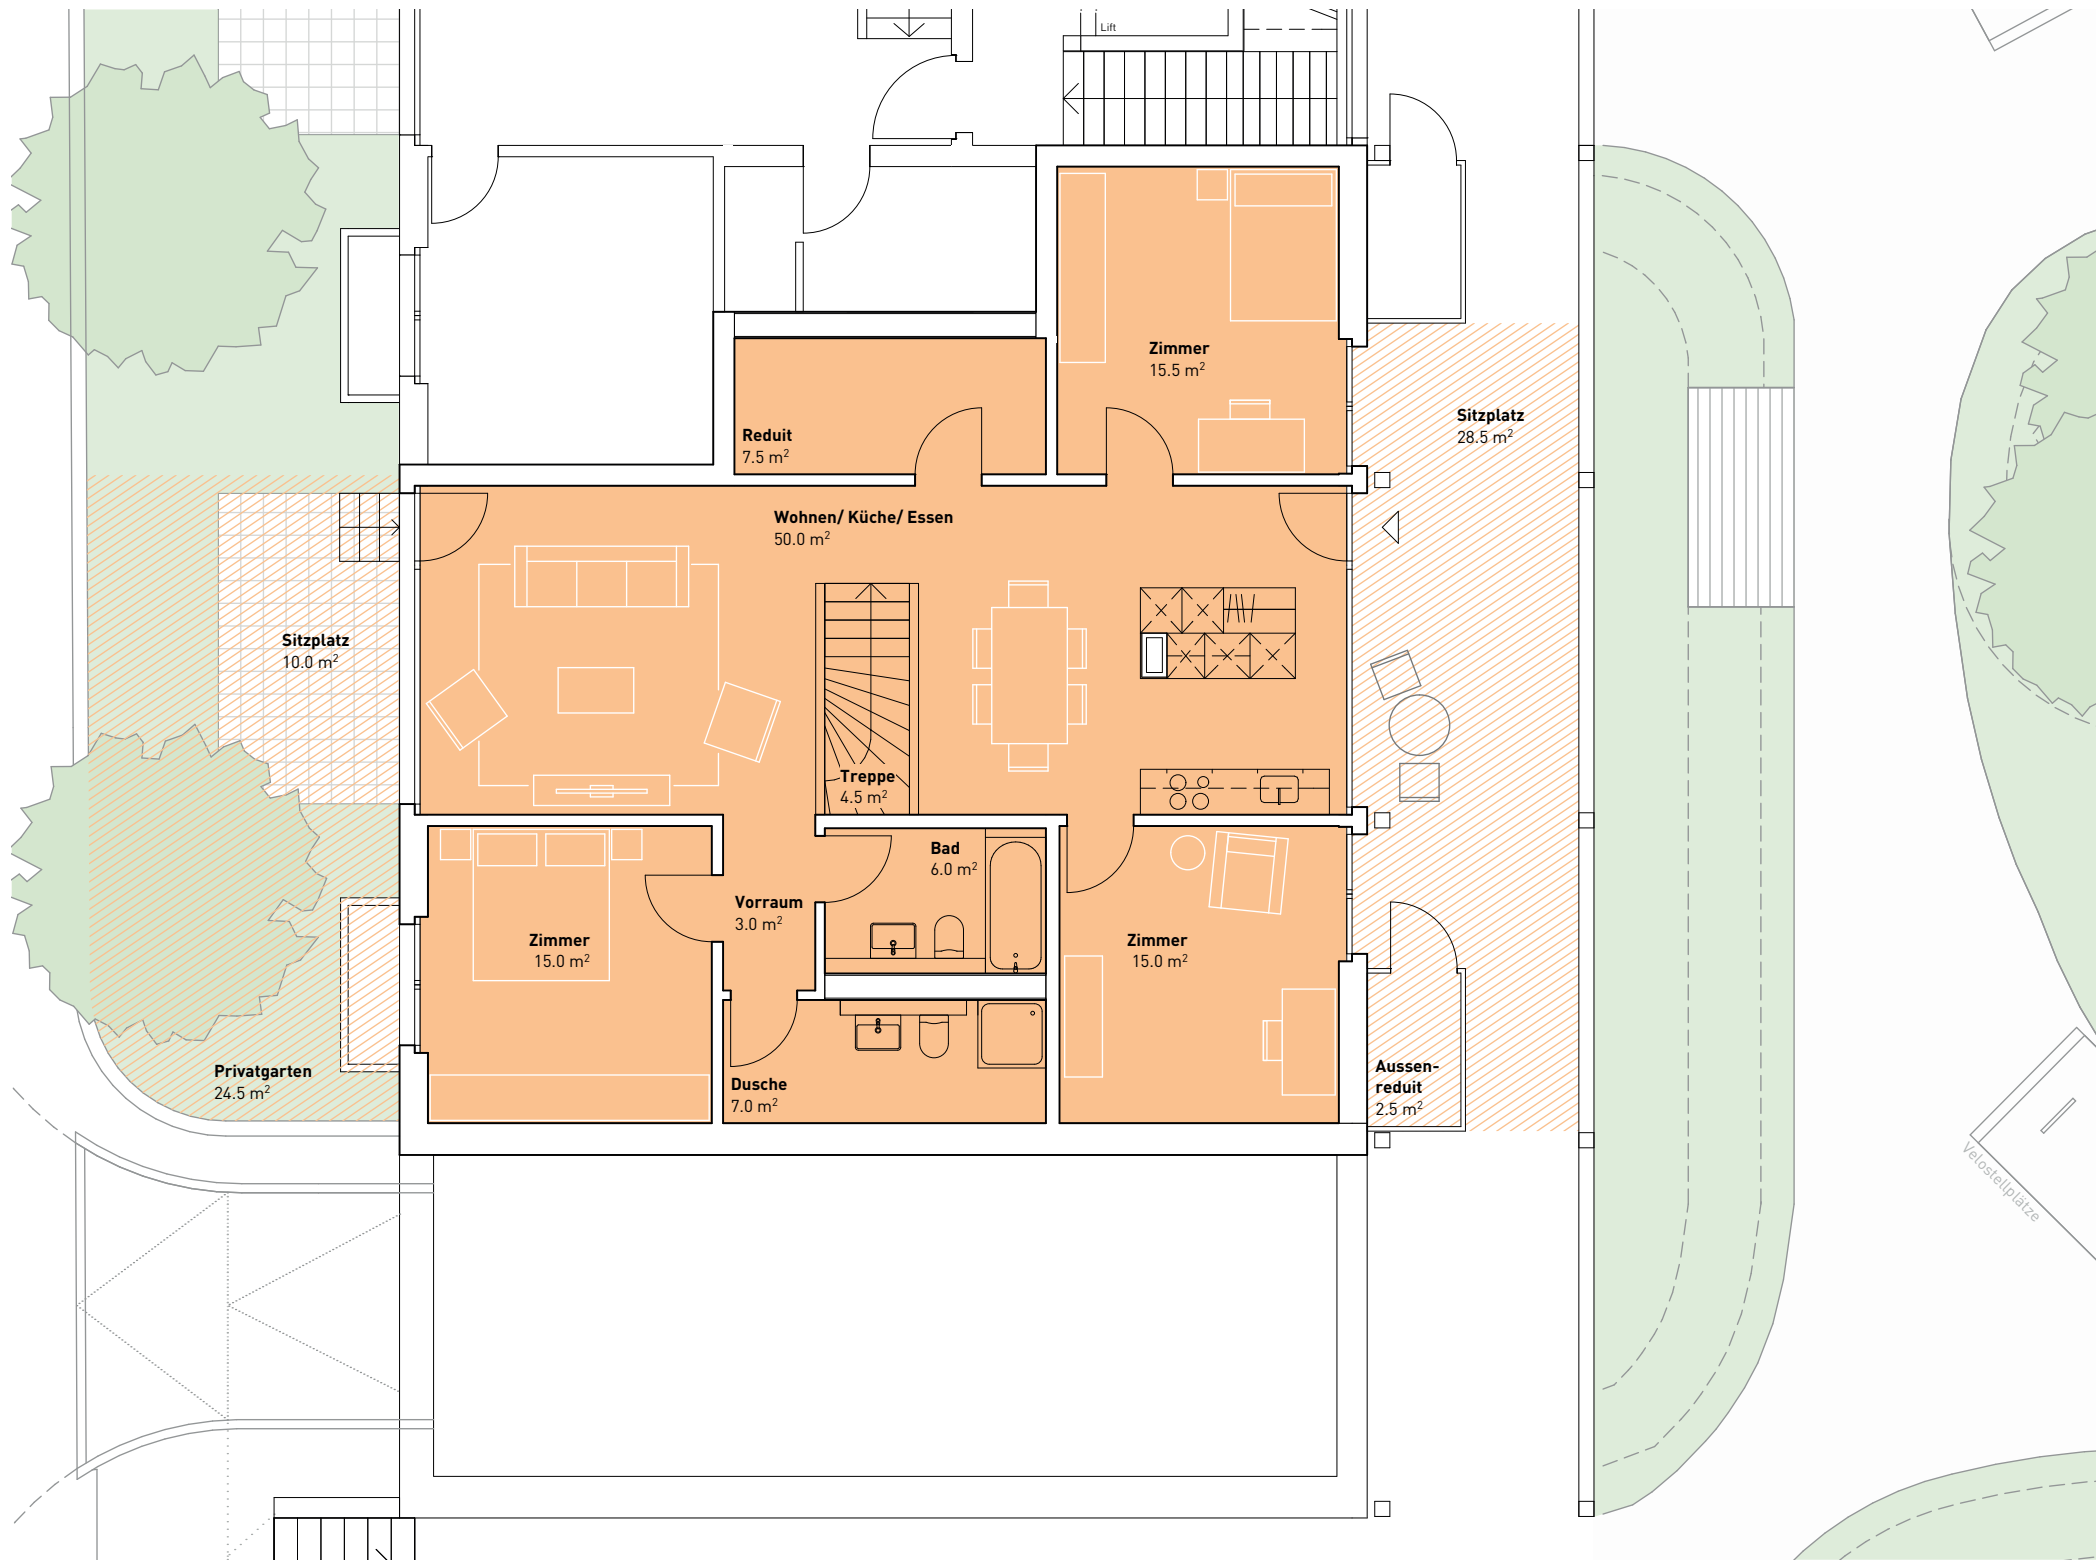 Lift
Zimmer
15.5 m²
Sitzplatz
28.5 m²
Reduit
7.5 m²
Wohnen/ Küche/ Essen
50.0 m²
Sitzplatz
10.0 m²
Treppe
4.5 m²
Bad
6.0 m²
Vorraum
3.0 m²
Zimmer
15.0 m²
Zimmer
15.0 m²
Privatgarten
24.5 m²
Dusche
7.0 m²
Aussen-
reduit
2.5 m²
Velostellplätze